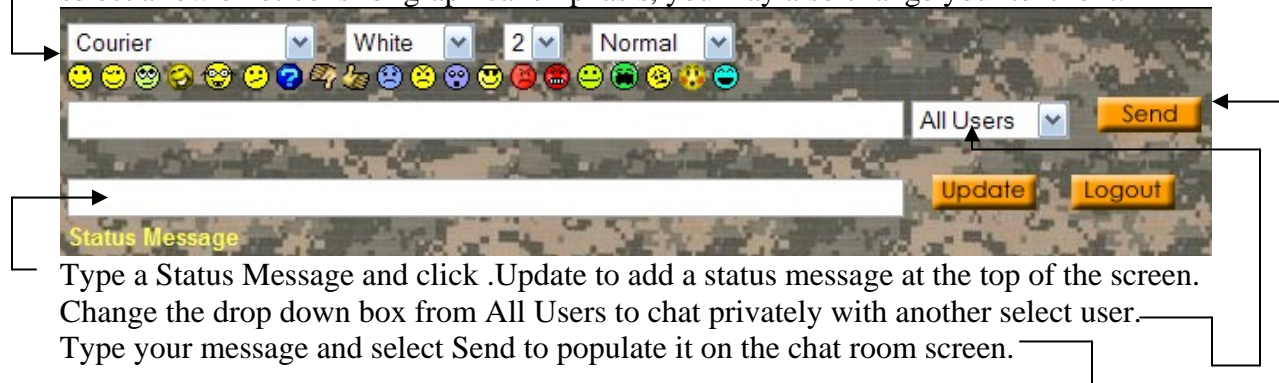 Courier White 2 Normal
All Users Send
Update Logout
Status Message
Type a Status Message and click .Update to add a status message at the top of the screen.
Change the drop down box from All Users to chat privately with another select user.
Type your message and select Send to populate it on the chat room screen.